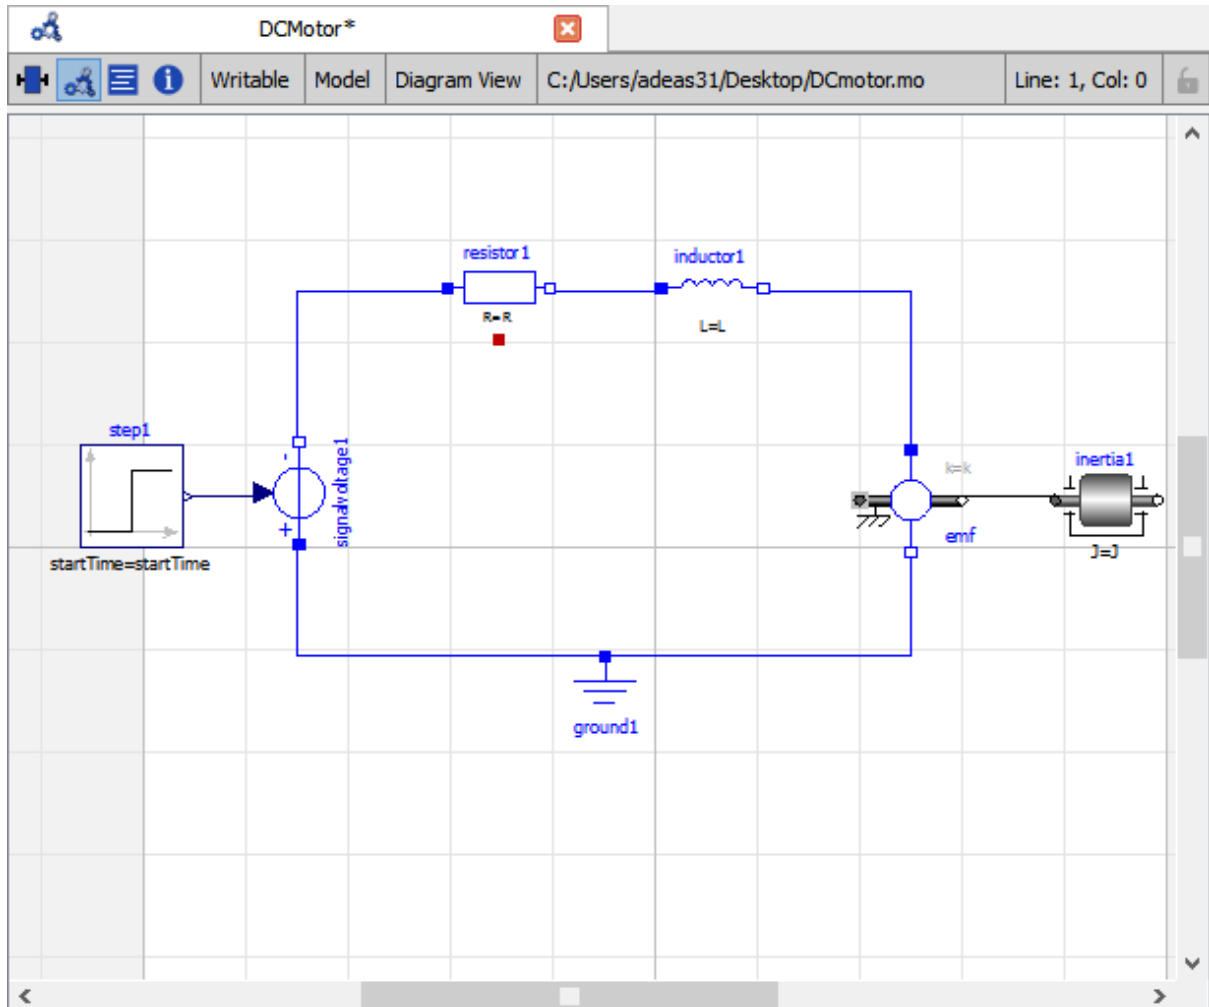 DCMotor*
Writable
Model
Diagram View
C:/Users/adeas31/Desktop/DCmotor.mo
Line: 1, Col: 0
resistor1
R=R
inductor1
L=L
step1
startTime=startTime
-
+
signalvoltage1
k=k
emf
inertia1
J=J
ground1